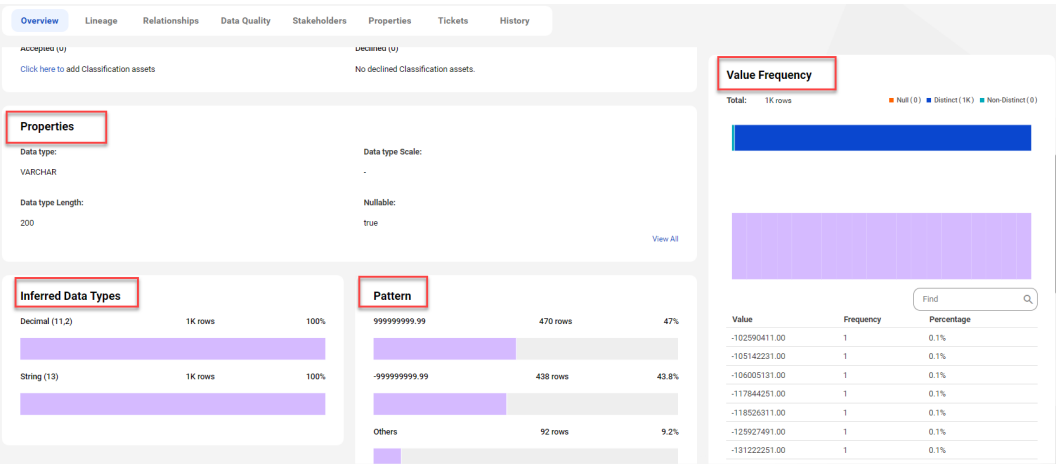 Overview Lineage Relationships Data Quality Stakeholders Properties Tickets History
Accepted (0) Declined (0)
Click here to add Classification assets No declined Classification assets.
Properties
Data type: Data type Scale:
VARCHAR -
Data type Length: Nullable:
200 true
View All
Inferred Data Types
Decimal (11,2) 1K rows 100%
String (13) 1K rows 100%
Pattern
999999999.99 470 rows 47%
-999999999.99 438 rows 43.8%
Others 92 rows 9.2%
Value Frequency
Total: 1K rows Null ( 0 ) Distinct ( 1K ) Non-Distinct ( 0 )
Find
Value Frequency Percentage
-102590411.00 1 0.1%
-105142231.00 1 0.1%
-106005131.00 1 0.1%
-117844251.00 1 0.1%
-118526311.00 1 0.1%
-125927491.00 1 0.1%
-131222251.00 1 0.1%